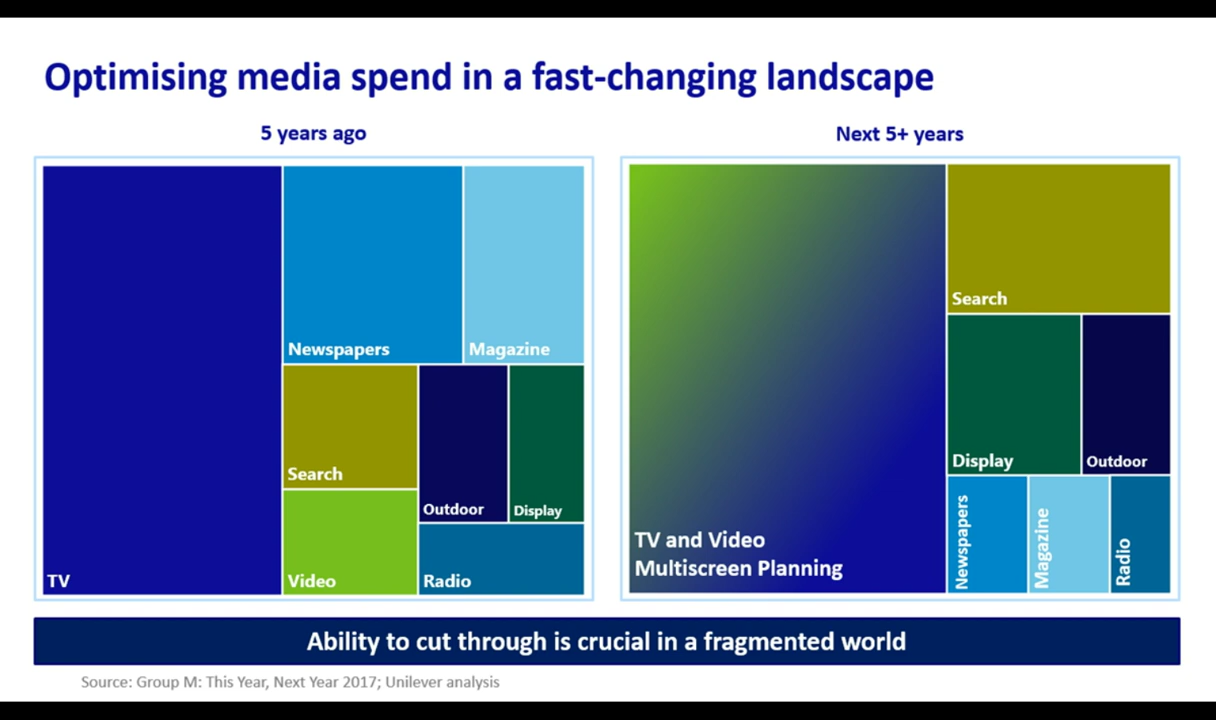 Optimising media spend in a fast-changing landscape
5 years ago
Next 5+ years
TV
Newspapers
Magazine
Search
Video
Outdoor
Display
Radio
Search
TV and Video
Multiscreen Planning
Display
Outdoor
Newspapers
Magazine
Radio
Ability to cut through is crucial in a fragmented world
Source: Group M: This Year, Next Year 2017; Unilever analysis